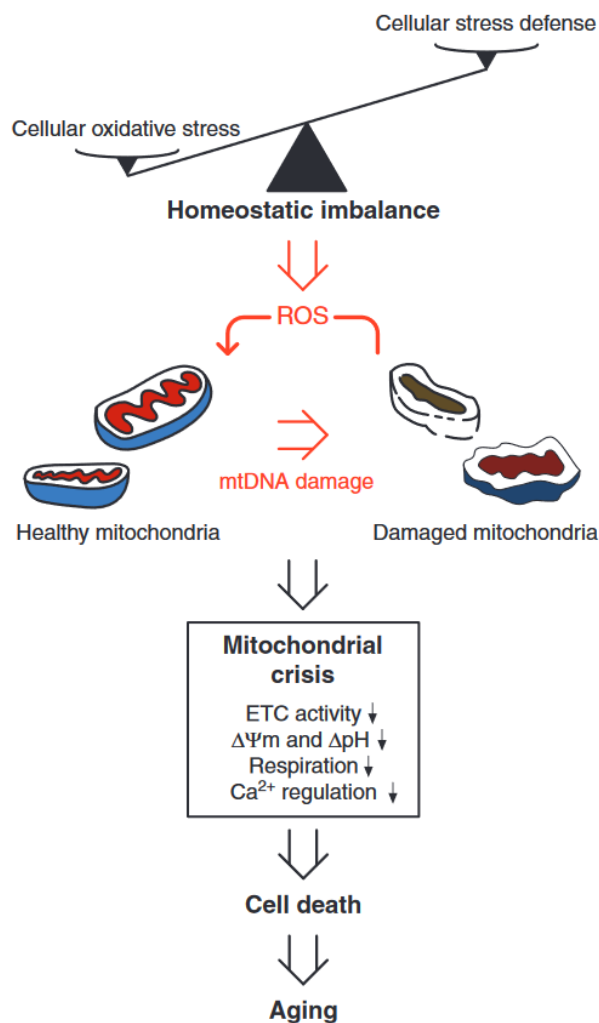 Cellular stress defense
Cellular oxidative stress
Homeostatic imbalance
ROS
mtDNA damage
Healthy mitochondria
Damaged mitochondria
Mitochondrial
crisis
ETC activity ↓
ΔΨm and ΔpH ↓
Respiration ↓
Ca²⁺ regulation ↓
Cell death
Aging